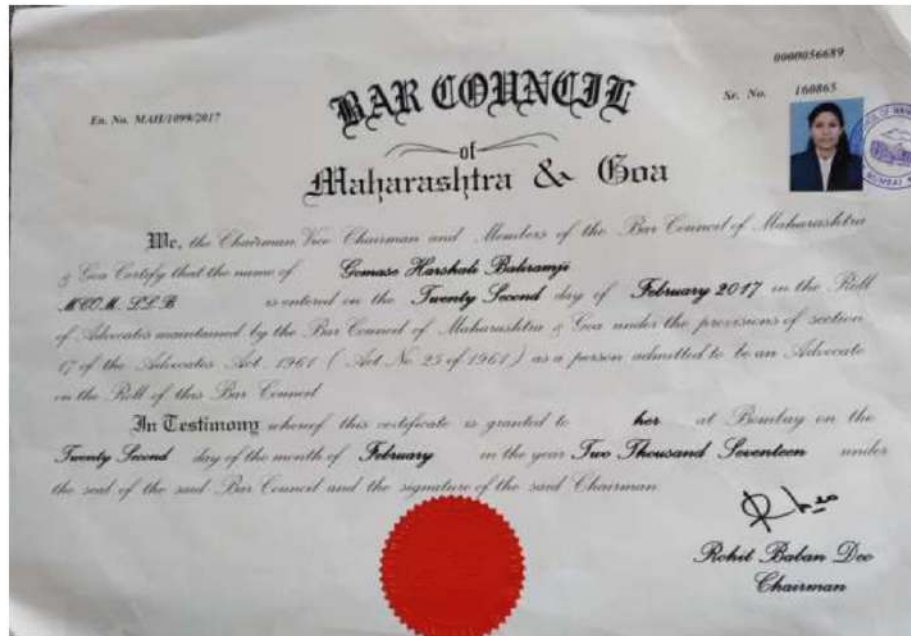 0000056689
Sr. No. 160865
En. No. MAH/1099/2017
BAR COUNCIL
of
Maharashtra & Goa
We, the Chairman, Vice Chairman and Members of the Bar Council of Maharashtra
& Goa Certify that the name of Gomase Harshali Baliramji
M.COM. LL.B is entered on the Twenty Second day of February 2017 in the Roll
of Advocates maintained by the Bar Council of Maharashtra & Goa under the provisions of section
17 of the Advocates Act 1961 ( Act No 25 of 1961 ) as a person admitted to be an Advocate
on the Roll of this Bar Council
In Testimony whereof this certificate is granted to her at Bombay on the
Twenty Second day of the month of February in the year Two Thousand Seventeen under
the seal of the said Bar Council and the signature of the said Chairman
Rohit Baban Deo
Chairman